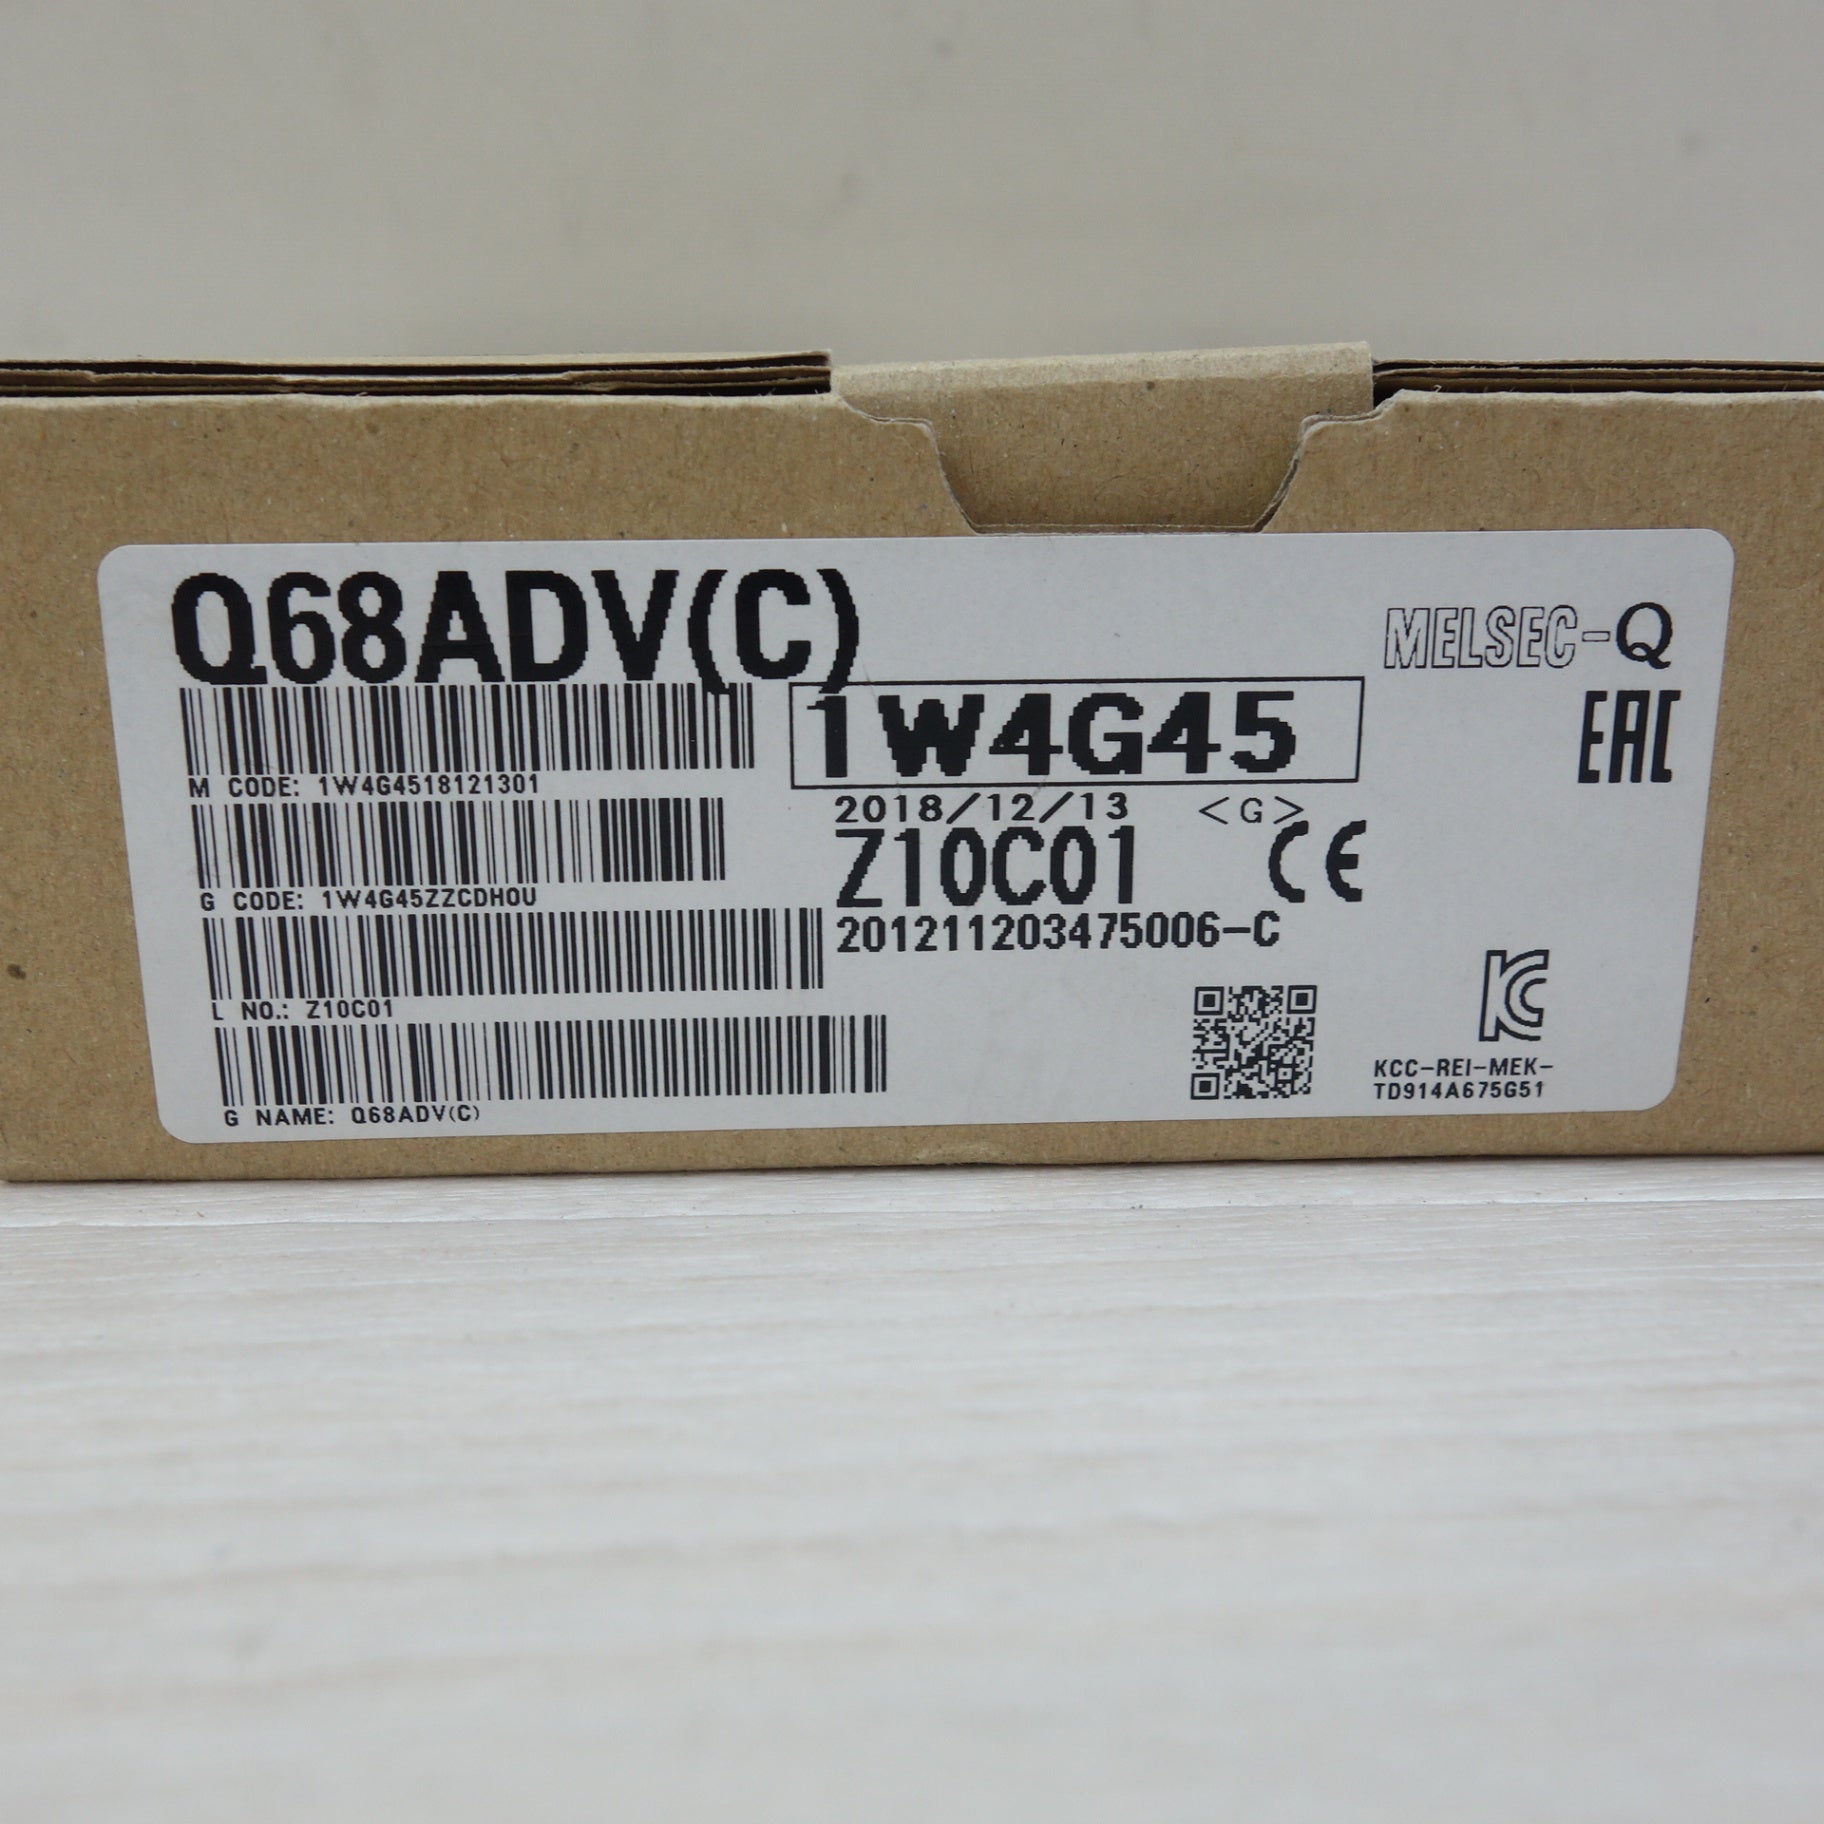 Q68ADV(C)
MELSEC-Q
1W4G45
EAC
M CODE: 1W4G4518121301
2018/12/13 <G>
Z10C01 CE
G CODE: 1W4G45ZZCDHOU
201211203475006-C
L NO.: Z10C01
KC
KCC-REI-MEK-
TD914A675G51
G NAME: Q68ADV(C)